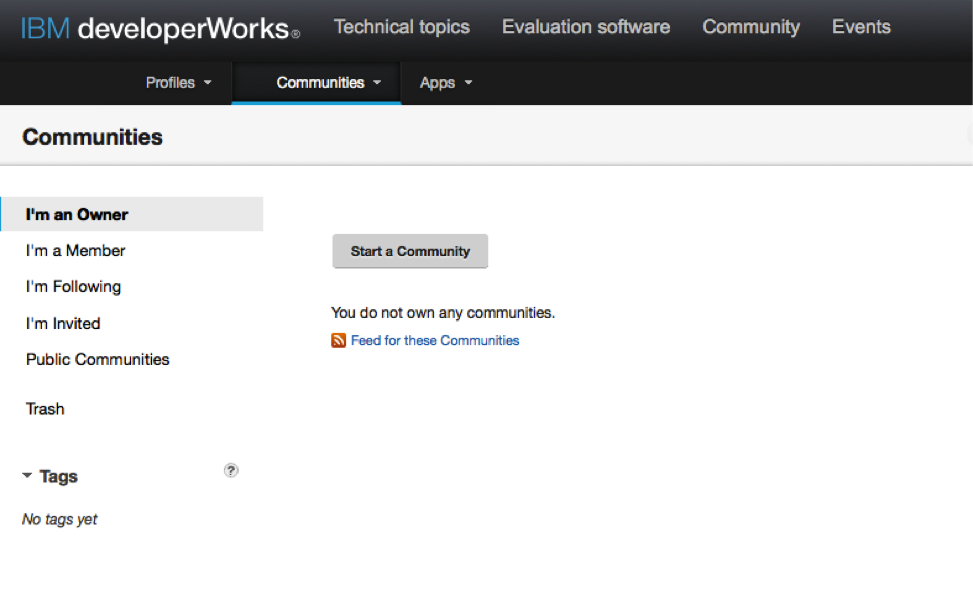 IBM developerWorks® Technical topics Evaluation software Community Events
Profiles Communities Apps
Communities
I'm an Owner
I'm a Member
I'm Following
I'm Invited
Public Communities
Trash
Tags ?
No tags yet
Start a Community
You do not own any communities.
Feed for these Communities